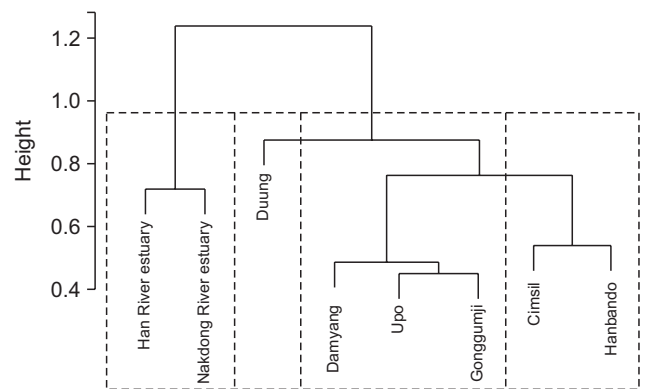 Height
1.2
1.0
0.8
0.6
0.4
Han River estuary
Nakdong River estuary
Duung
Damyang
Upo
Gonggumji
Cimsil
Hanbando